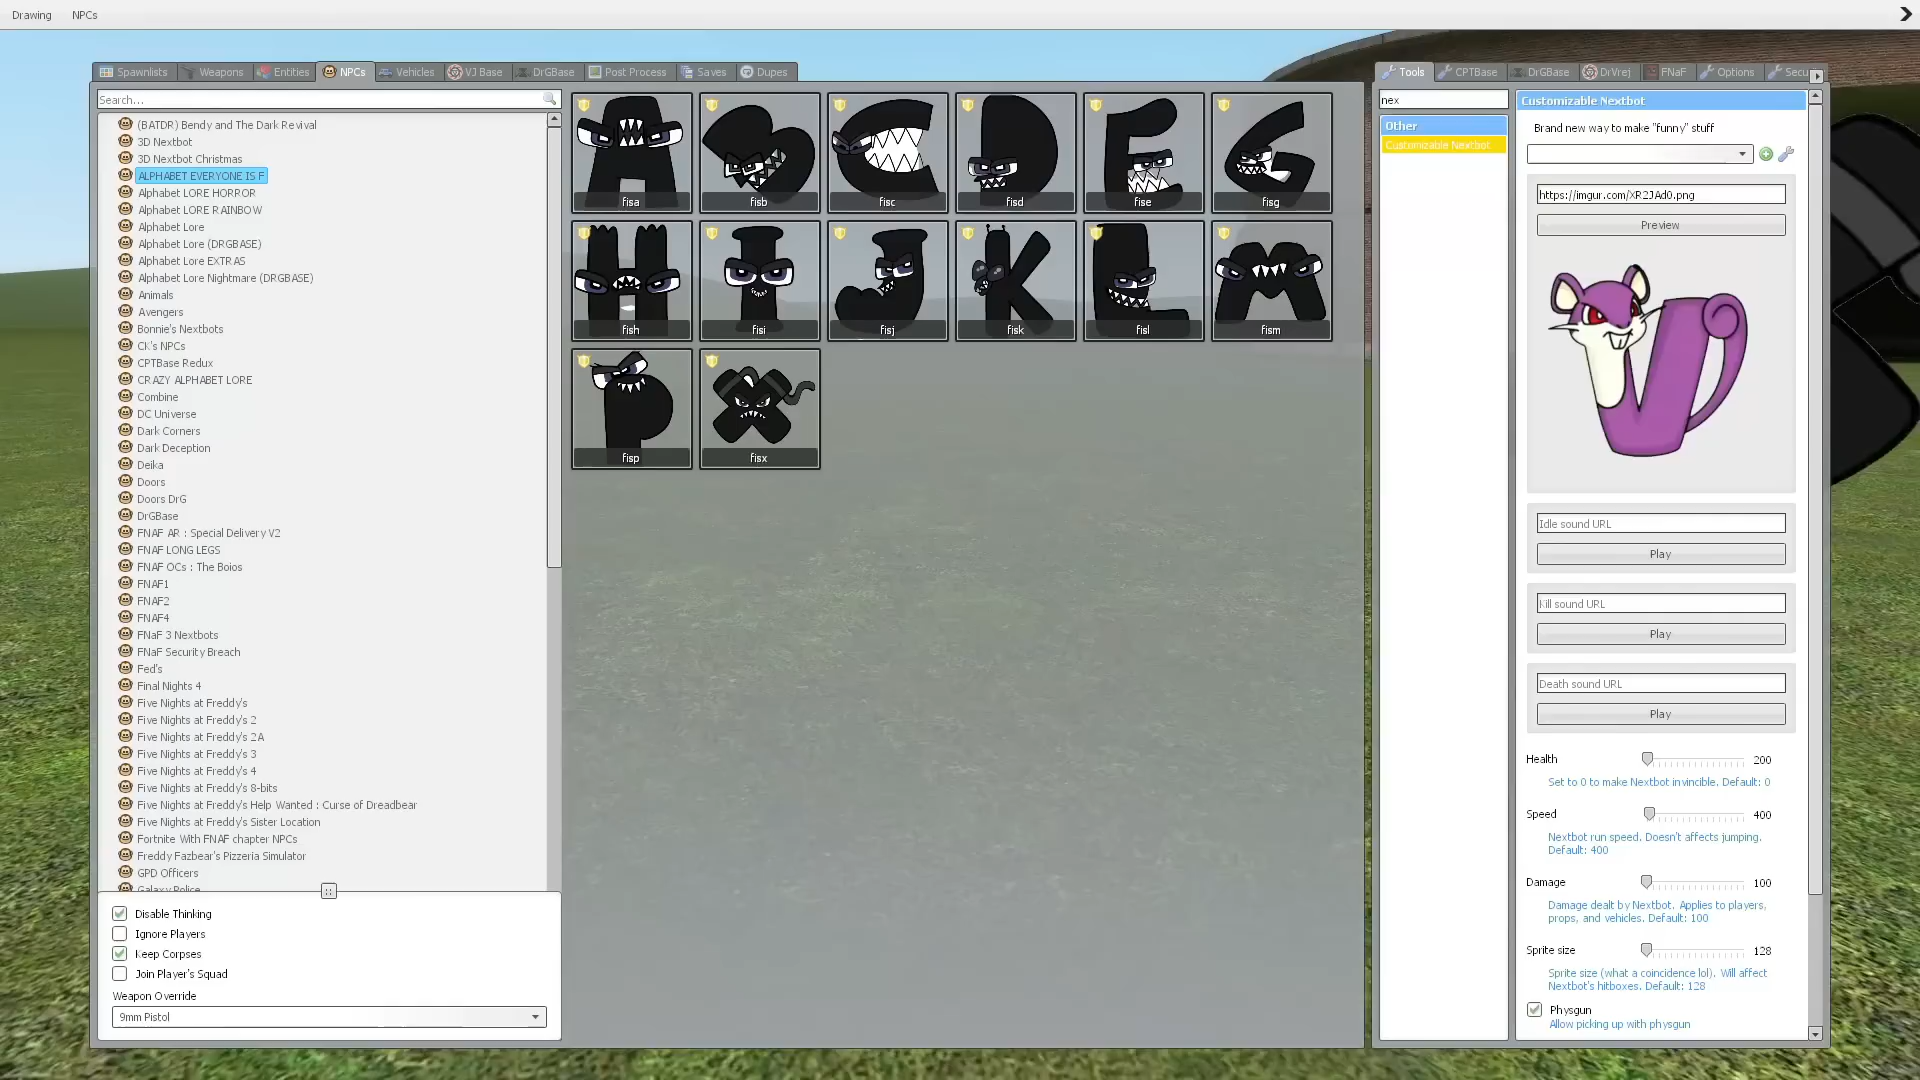 Drawing NPCs
Spawnlists Weapons Entities NPCs Vehicles VJ Base DrGBase Post Process Saves Dupes
Tools CPTBase DrGBase DrVrej FNaF Options Secu
Search...
(BATDR) Bendy and The Dark Revival
3D Nextbot
3D Nextbot Christmas
ALPHABET EVERYONE IS F
Alphabet LORE HORROR
Alphabet LORE RAINBOW
Alphabet Lore
Alphabet Lore (DRGBASE)
Alphabet Lore EXTRAS
Alphabet Lore Nightmare (DRGBASE)
Animals
Avengers
Bonnie's Nextbots
CK's NPCs
CPTBase Redux
CRAZY ALPHABET LORE
Combine
DC Universe
Dark Corners
Dark Deception
Deika
Doors
Doors DrG
DrGBase
FNAF AR : Special Delivery V2
FNAF LONG LEGS
FNAF OCs : The Boios
FNAF1
FNAF2
FNAF4
FNaF 3 Nextbots
FNaF Security Breach
Fed's
Final Nights 4
Five Nights at Freddy's
Five Nights at Freddy's 2
Five Nights at Freddy's 2A
Five Nights at Freddy's 3
Five Nights at Freddy's 4
Five Nights at Freddy's 8-bits
Five Nights at Freddy's Help Wanted : Curse of Dreadbear
Five Nights at Freddy's Sister Location
Fortnite With FNAF chapter NPCs
Freddy Fazbear's Pizzeria Simulator
GPD Officers
Galaxy Police
Disable Thinking
Ignore Players
Keep Corpses
Join Player's Squad
Weapon Override
9mm Pistol
fisa fisb fisc fisd fise fisg
fish fisi fisj fisk fisl fism
fisp fisx
nex
Other
Customizable Nextbot
Customizable Nextbot
Brand new way to make "funny" stuff
https://imgur.com/XR2JAd0.png
Preview
Idle sound URL
Play
Kill sound URL
Play
Death sound URL
Play
Health 200
Set to 0 to make Nextbot invincible. Default: 0
Speed 400
Nextbot run speed. Doesn't affects jumping.
Default: 400
Damage 100
Damage dealt by Nextbot. Applies to players,
props, and vehicles. Default: 100
Sprite size 128
Sprite size (what a coincidence lol). Will affect
Nextbot's hitboxes. Default: 128
Physgun
Allow picking up with physgun